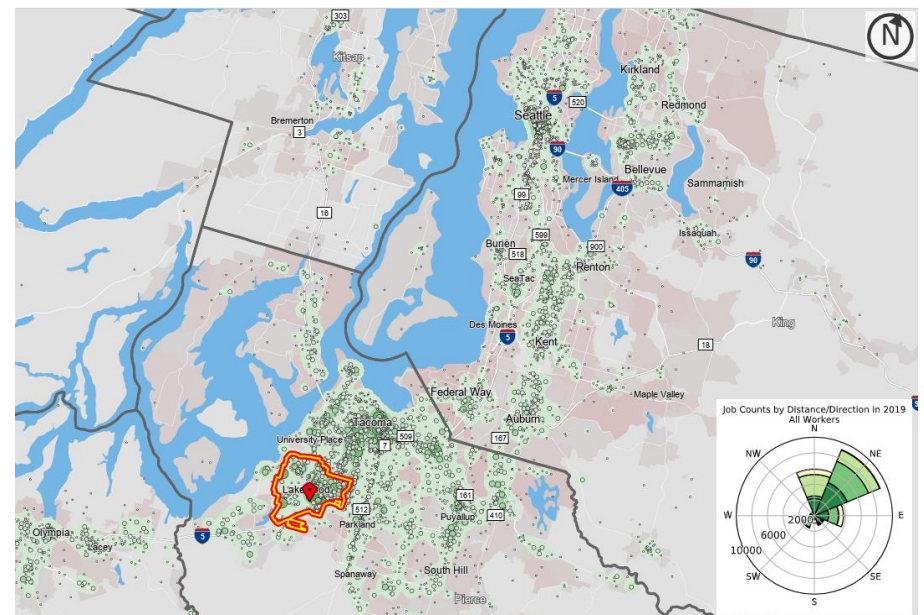 303
N
Kitsap
Kirkland
5
520
Redmond
Seattle
Bremerton
3
90
Bellevue
Mercer Island
405
Sammamish
99
16
599
Issaquah
Burien
518
900
90
Renton
SeaTac
King
Des Moines
5
18
Kent
Federal Way
Maple Valley
Auburn
Tacoma
509
University Place
7
167
Lakewood
161
512
410
Parkland
Puyallup
Olympia
Lacey
5
Spanaway
South Hill
Pierce
Job Counts by Distance/Direction in 2019
All Workers
N
NW
NE
W
2000
E
6000
10000
SW
SE
S